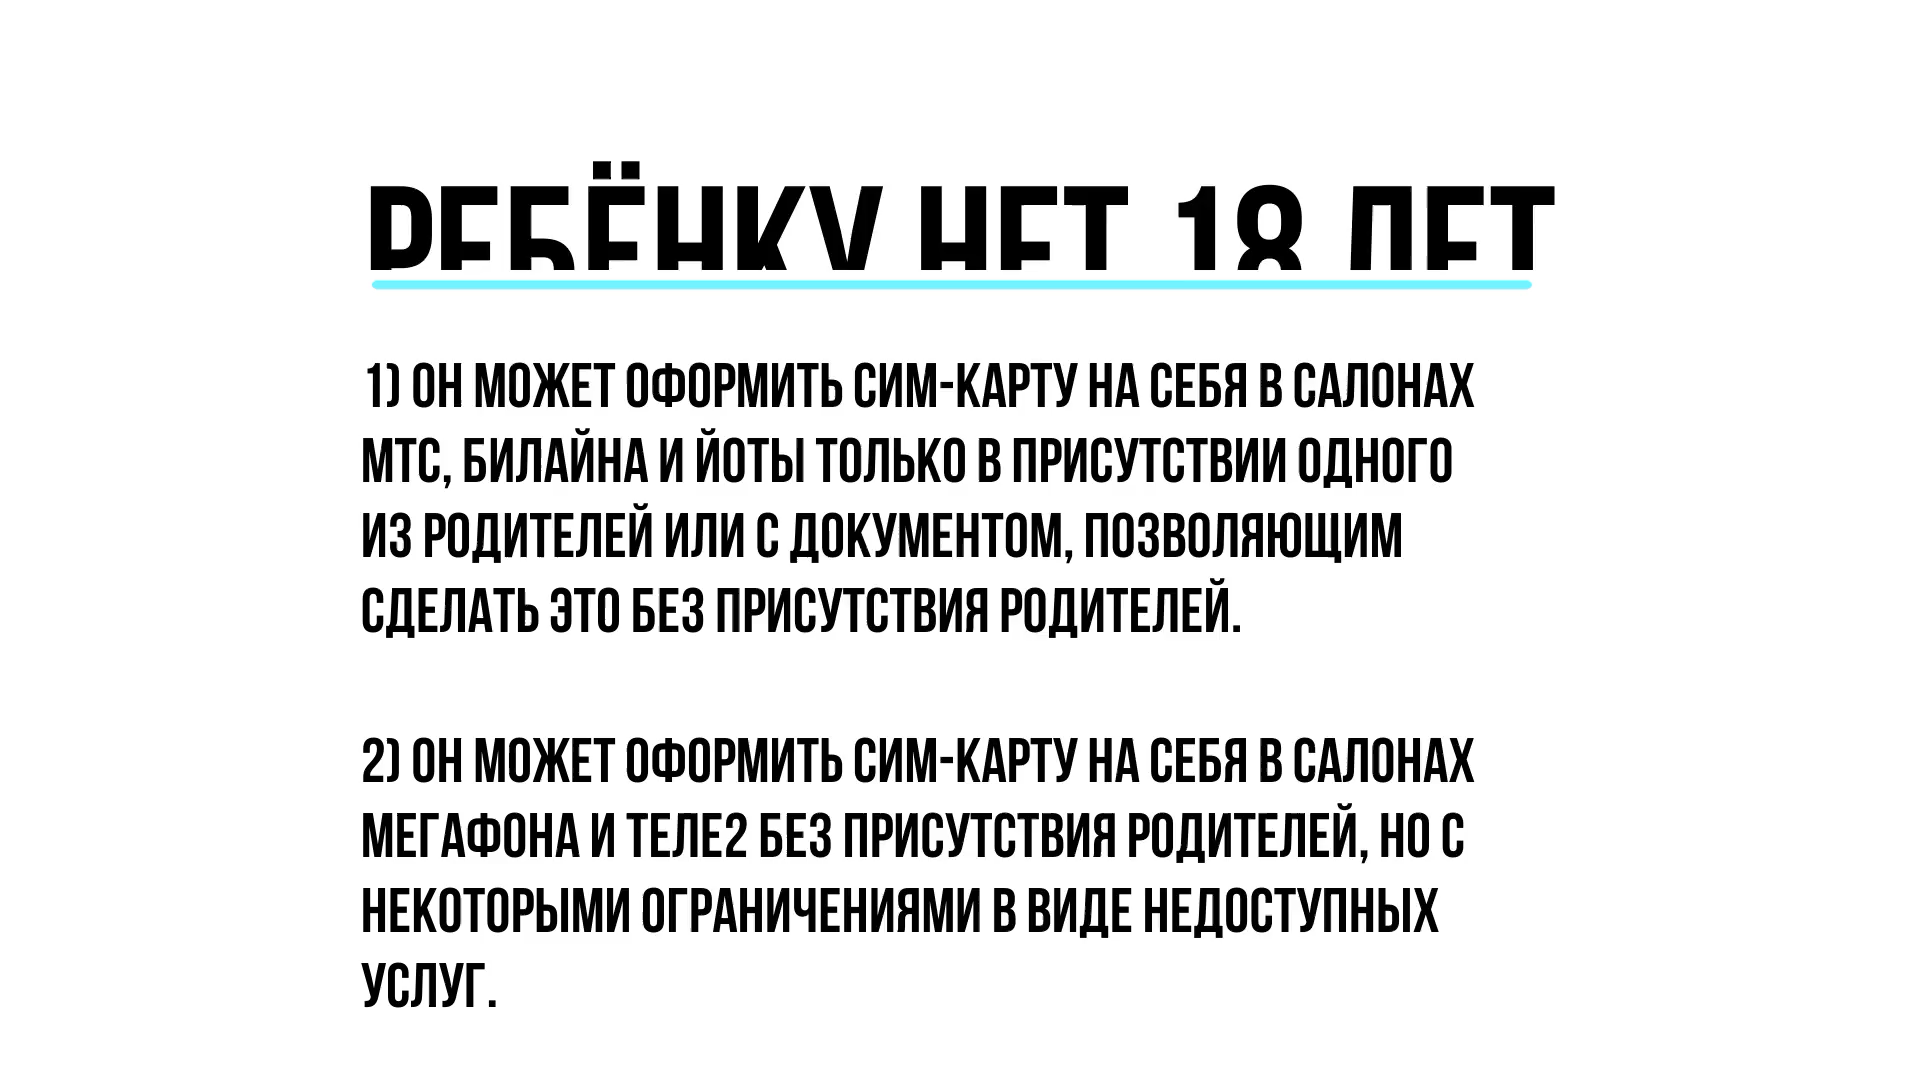 РЕБЁНКУ НЕТ 18 ЛЕТ
1) ОН МОЖЕТ ОФОРМИТЬ СИМ-КАРТУ НА СЕБЯ В САЛОНАХ
МТС, БИЛАЙНА И ЙОТЫ ТОЛЬКО В ПРИСУТСТВИИ ОДНОГО
ИЗ РОДИТЕЛЕЙ ИЛИ С ДОКУМЕНТОМ, ПОЗВОЛЯЮЩИМ
СДЕЛАТЬ ЭТО БЕЗ ПРИСУТСТВИЯ РОДИТЕЛЕЙ.
2) ОН МОЖЕТ ОФОРМИТЬ СИМ-КАРТУ НА СЕБЯ В САЛОНАХ
МЕГАФОНА И ТЕЛЕ2 БЕЗ ПРИСУТСТВИЯ РОДИТЕЛЕЙ, НО С
НЕКОТОРЫМИ ОГРАНИЧЕНИЯМИ В ВИДЕ НЕДОСТУПНЫХ
УСЛУГ.